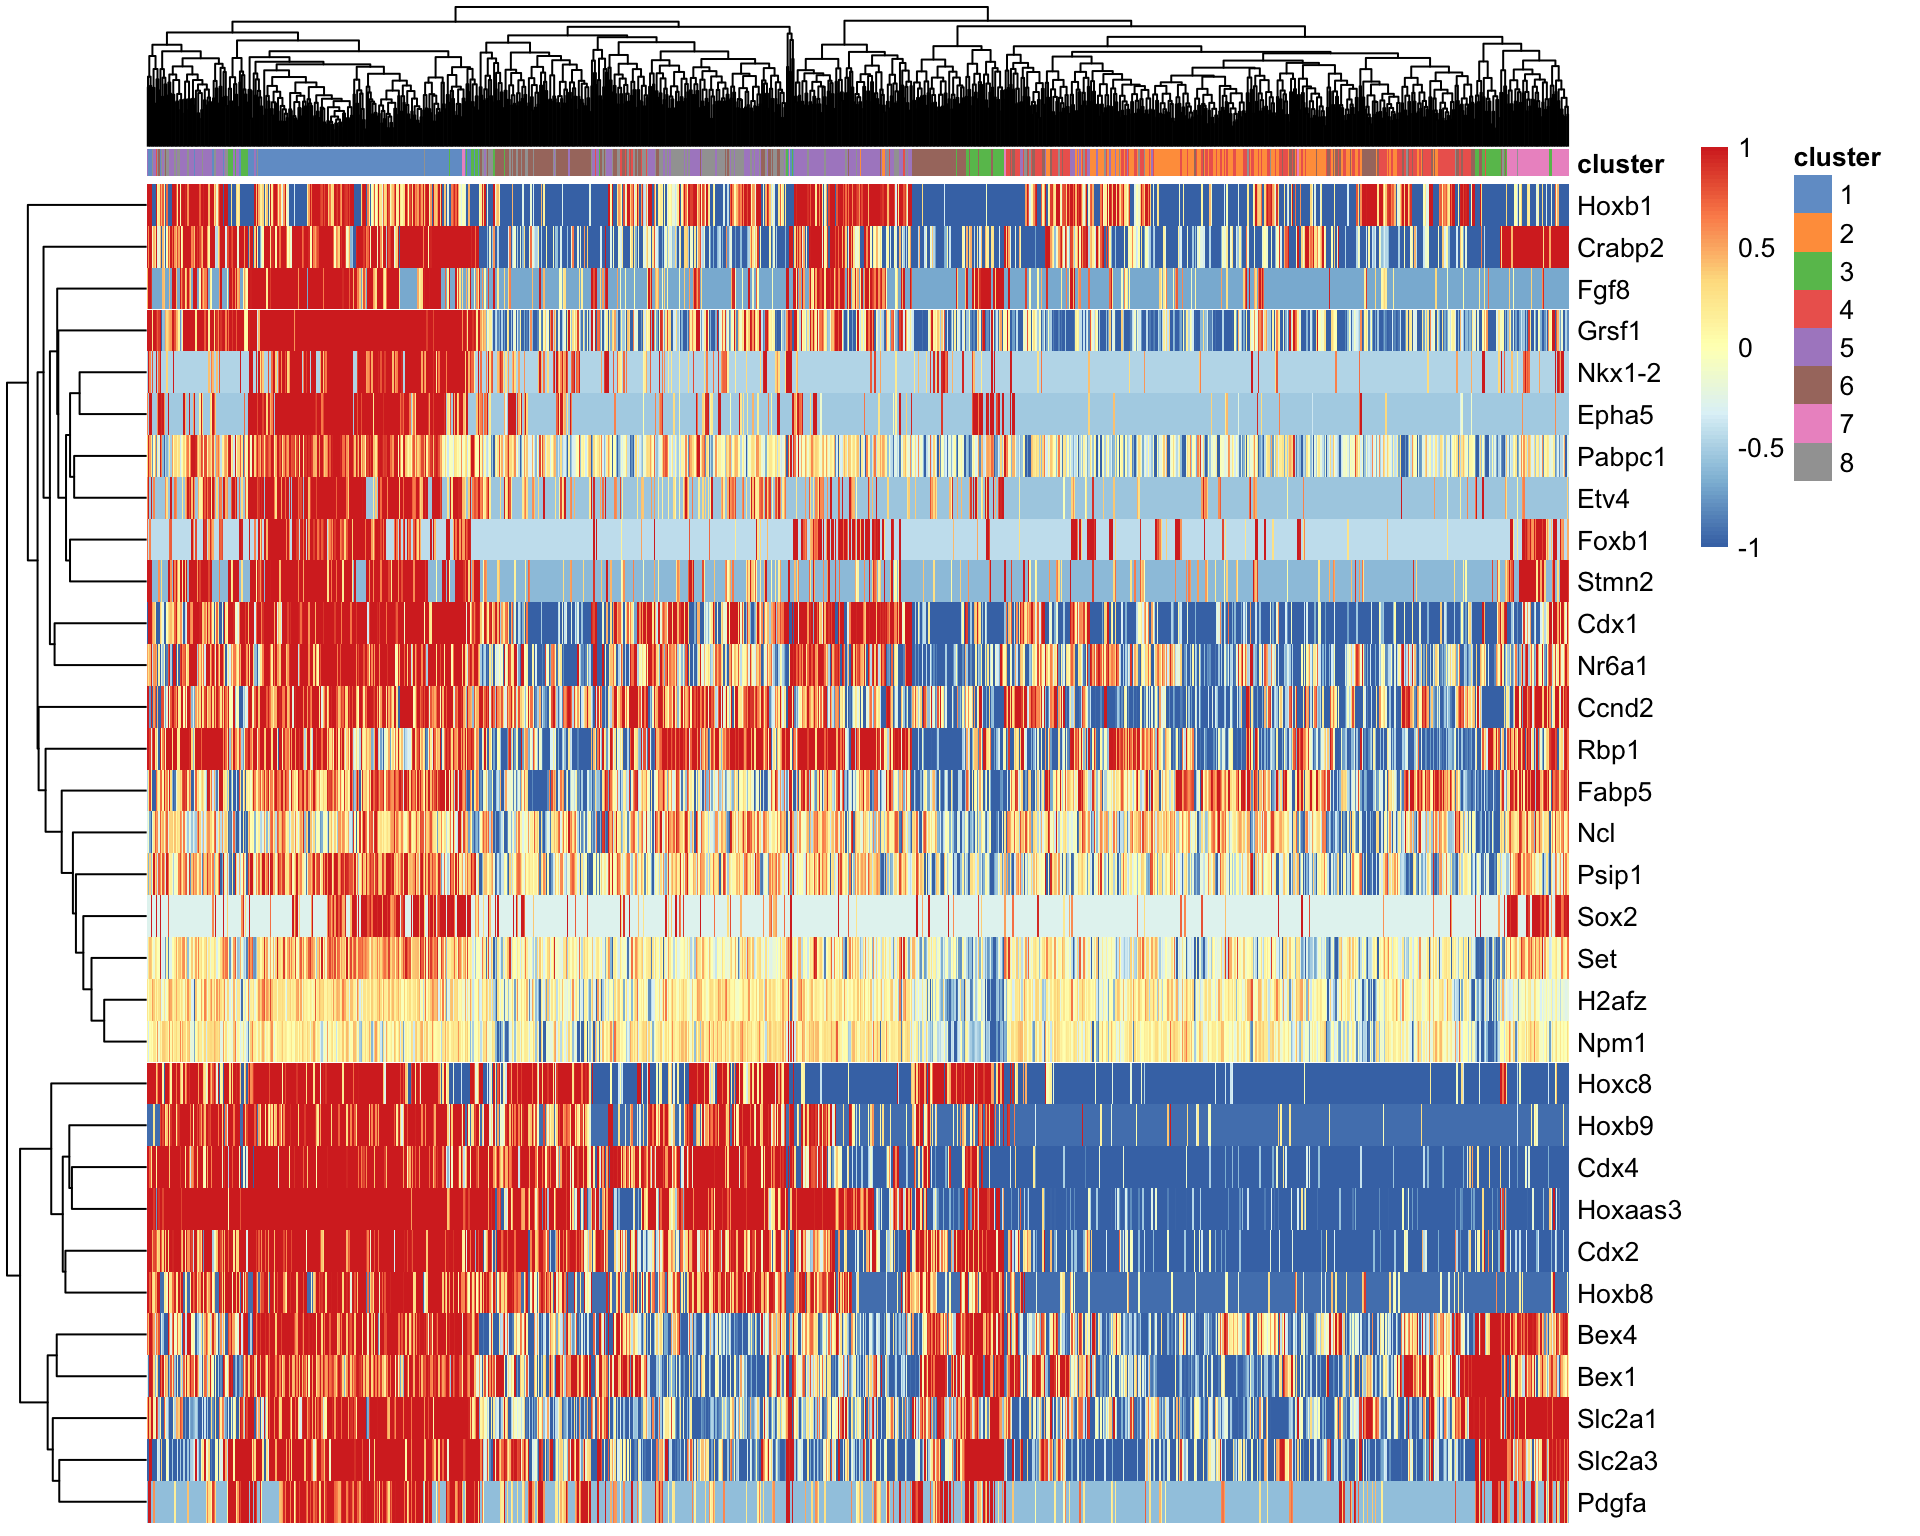 cluster
Hoxb1
Crabp2
Fgf8
Grsf1
Nkx1-2
Epha5
Pabpc1
Etv4
Foxb1
Stmn2
Cdx1
Nr6a1
Ccnd2
Rbp1
Fabp5
Ncl
Psip1
Sox2
Set
H2afz
Npm1
Hoxc8
Hoxb9
Cdx4
Hoxaas3
Cdx2
Hoxb8
Bex4
Bex1
Slc2a1
Slc2a3
Pdgfa
1
0.5
0
-0.5
-1
cluster
1
2
3
4
5
6
7
8